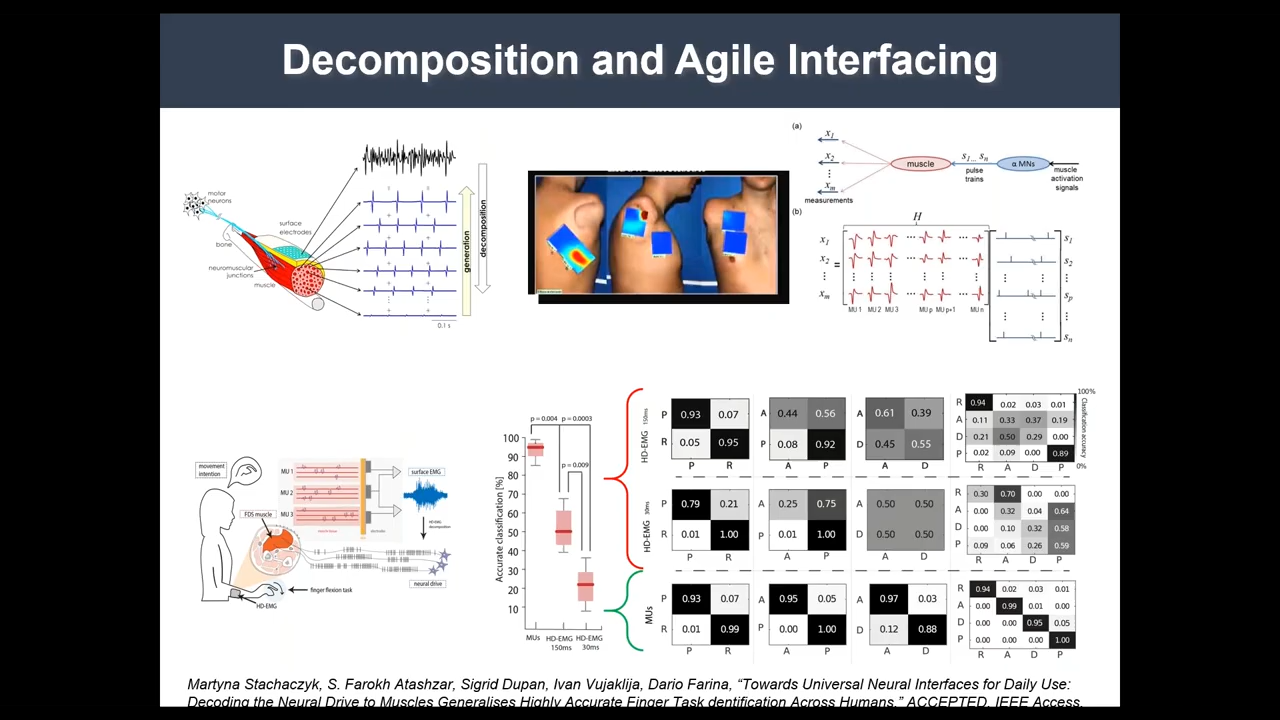 Decomposition and Agile Interfacing
motor
neurons
bone
neuromuscular
junctions
muscle
surface
electrodes
generation
decomposition
0.1 s
(a)
x1
x2
xm
measurements
muscle
s1... sn
pulse
trains
α MNs
muscle
activation
signals
(b)
H
x1
x2
=
xm
MU 1 MU 2 MU 3 MU p MU p+1 MU n
s1
s2
sp
sn
movement
intention
FDS muscle
MU 1
MU 2
MU 3
surface EMG
HD-EMG
decomposition
neural drive
finger flexion task
HD-EMG
p = 0.004 p = 0.0003
p = 0.009
Accurate classification (%)
100
90
80
70
60
50
40
30
20
10
MUs HD-EMG HD-EMG
150ms 30ms
HD-EMG 150ms
P 0.93 0.07
R 0.05 0.95
P R
A 0.44 0.56
P 0.08 0.92
A P
A 0.61 0.39
D 0.45 0.55
A D
R 0.94 0.02 0.03 0.01
A 0.11 0.33 0.37 0.19
D 0.21 0.50 0.29 0.00
P 0.02 0.09 0.00 0.89
R A D P
100%
Classification accuracy
0%
HD-EMG 30ms
P 0.79 0.21
R 0.01 1.00
P R
A 0.25 0.75
P 0.01 1.00
A P
A 0.50 0.50
D 0.50 0.50
A D
R 0.30 0.70 0.00 0.00
A 0.00 0.32 0.04 0.64
D 0.00 0.10 0.32 0.58
P 0.09 0.06 0.26 0.59
R A D P
MUs
P 0.93 0.07
R 0.01 0.99
P R
A 0.95 0.05
P 0.00 1.00
A P
A 0.97 0.03
D 0.12 0.88
A D
R 0.94 0.02 0.03 0.01
A 0.00 0.99 0.01 0.00
D 0.00 0.00 0.95 0.05
P 0.00 0.00 0.00 1.00
R A D P
Martyna Stachaczyk, S. Farokh Atashzar, Sigrid Dupan, Ivan Vujaklija, Dario Farina, “Towards Universal Neural Interfaces for Daily Use:
Decoding the Neural Drive to Muscles Generalises Highly Accurate Finger Task dentification Across Humans,” ACCEPTED, IEEE Access,